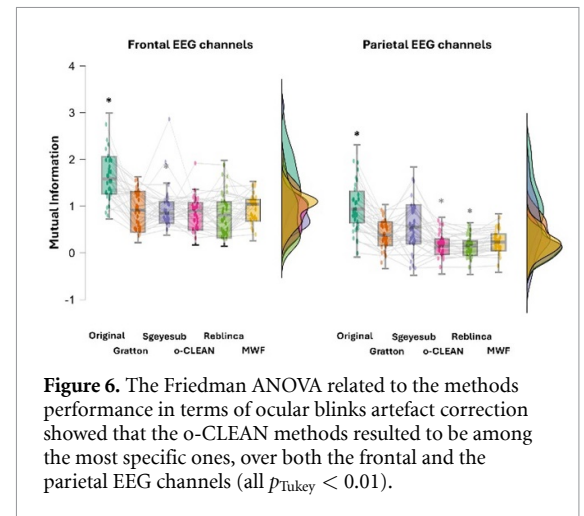 Frontal EEG channels
Parietal EEG channels
Mutual Information
4
3
2
1
0
-1
*
*
*
*
Original Sgeyesub Reblinca
Gratton o-CLEAN MWF
Original Sgeyesub Reblinca
Gratton o-CLEAN MWF
Figure 6. The Friedman ANOVA related to the methods
performance in terms of ocular blinks artefact correction
showed that the o-CLEAN methods resulted to be among
the most specific ones, over both the frontal and the
parietal EEG channels (all pTukey < 0.01).